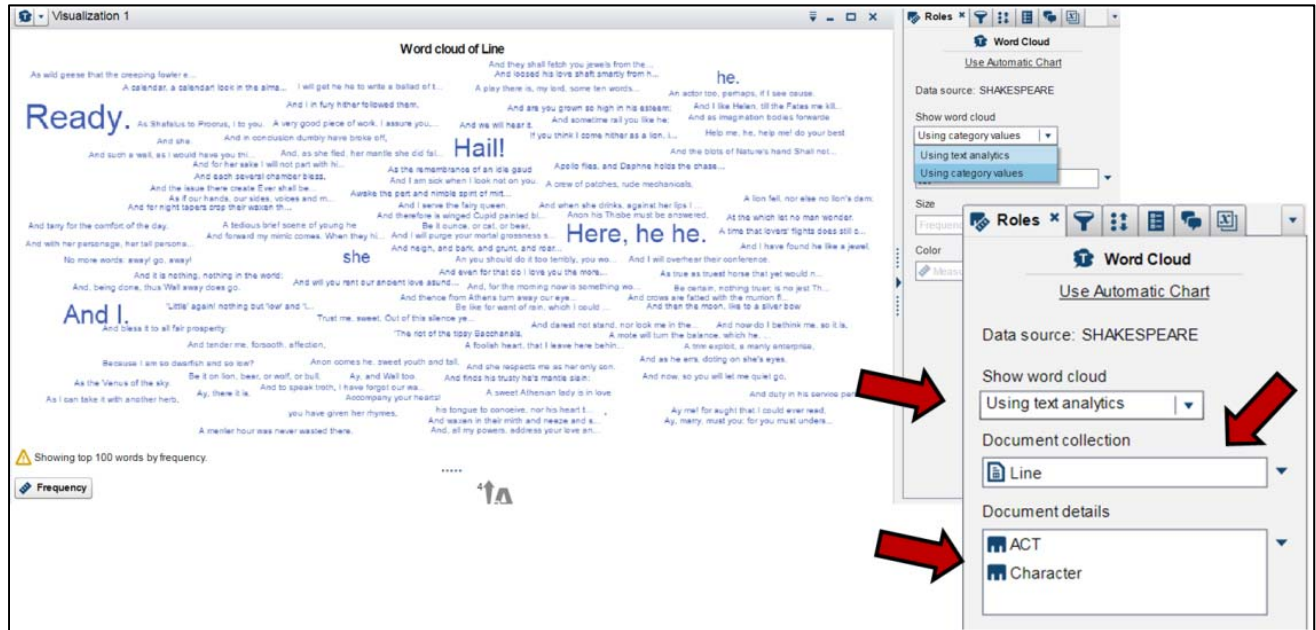 Visualization 1
Word cloud of Line
And they shall fetch you jewels from the...
As wild geese that the creeping fowler e...
And loosed his love shaft smartly from h...
he.
A calendar, a calendar! look in the alma...
I will get he he to write a ballad of t...
A play there is, my lord, some ten words...
An actor too, perhaps, if I see cause.
And I in fury hither followed them,
And are you grown so high in his esteem;
And I like Helen, till the Fates me kill...
Ready.
As Shafalus to Procrus, I to you.
A very good piece of work, I assure you,...
And we will hear it.
And sometime rail you like he:
And as imagination bodies forwards
And she
And in conclusion dumbly have broke off,
Hail!
If you think I come hither as a lion, i...
Help me, he, help me! do your best
And such a wall, as I would have you thi...
And, as she fled, her mantle she did fal...
And the blots of Nature's hand Shall not...
And for her sake I will not part with hi...
As the remembrance of an idle gaud
Apollo flies, and Daphne holds the chase...
And each several chamber bless,
And I am sick when I look not on you.
A crew of patches, rude mechanicals,
And the issue there create Ever shall be...
Awake the pert and nimble spirit of mirt...
As if our hands, our sides, voices and m...
And I serve the fairy queen,
And when she drinks, against her lips I ...
A lion fell, nor else no lion's dam:
And for night tapers crop their waxen th...
And therefore is winged Cupid painted bl...
Anon his Thisbe must be answered,
At the which let no man wonder.
And tarry for the comfort of the day.
A tedious brief scene of young he
Be it ounce, or cat, or bear,
Here, he he.
A time that lovers' flights does still c...
And forward my mimic comes. When they hi...
And I will purge your mortal grossness s...
And with her personage, her tall persona...
And neigh, and bark, and grunt, and roar...
And I have found he like a jewel,
No more words: away! go, away!
she
An you should do it too terribly, you wo...
And I will overhear their conference.
And it is nothing, nothing in the world:
And even for that do I love you the more...
As true as truest horse that yet would n...
And, being done, thus Wall away does go.
And will you rent our ancient love asund...
And, for the morning now is something wo...
Be certain, nothing truer; is no jest Th...
And thence from Athens turn away our eye...
And crows are fatted with the murrion fl...
'Little' again! nothing but 'low' and 'l...
Be like for want of rain, which I could ...
And then the moon, like to a silver bow
And I.
Trust me, sweet, Out of this silence ye...
And bless it to all fair prosperity:
'The riot of the tipsy Bacchanals,
And darest not stand, nor look me in the...
And now do I bethink me, so it is,
A mote will turn the balance, which he, ...
And tender me, forsooth, affection,
A foolish heart, that I leave here behin...
A trim exploit, a manly enterprise,
Because I am so dwarfish and so low?
Anon comes he, sweet youth and tall,
And she respects me as her only son.
And as he errs, doting on she's eyes,
As the Venus of the sky.
Be it on lion, bear, or wolf, or bull,
Ay, and Wall too.
And finds his trusty he's mantle slain:
And now, so you will let me quiet go,
And to speak troth, I have forgot our wa...
As I can take it with another herb,
Ay, there it is.
Accompany your hearts!
A sweet Athenian lady is in love
And duty in his service
you have given her rhymes,
his tongue to conceive, nor his heart t...
Ay me! for aught that I could ever read,
And waxen in their mirth and neeze and s...
Ay, marry, must you; for you must unders...
A merrier hour was never wasted there.
And, all my powers, address your love an...
Showing top 100 words by frequency.
Frequency
4
Roles
Word Cloud
Use Automatic Chart
Data source: SHAKESPEARE
Show word cloud
Using category values
Using text analytics
Using category values
Size
Frequenc
Color
Measu
Roles
Word Cloud
Use Automatic Chart
Data source: SHAKESPEARE
Show word cloud
Using text analytics
Document collection
Line
Document details
ACT
Character